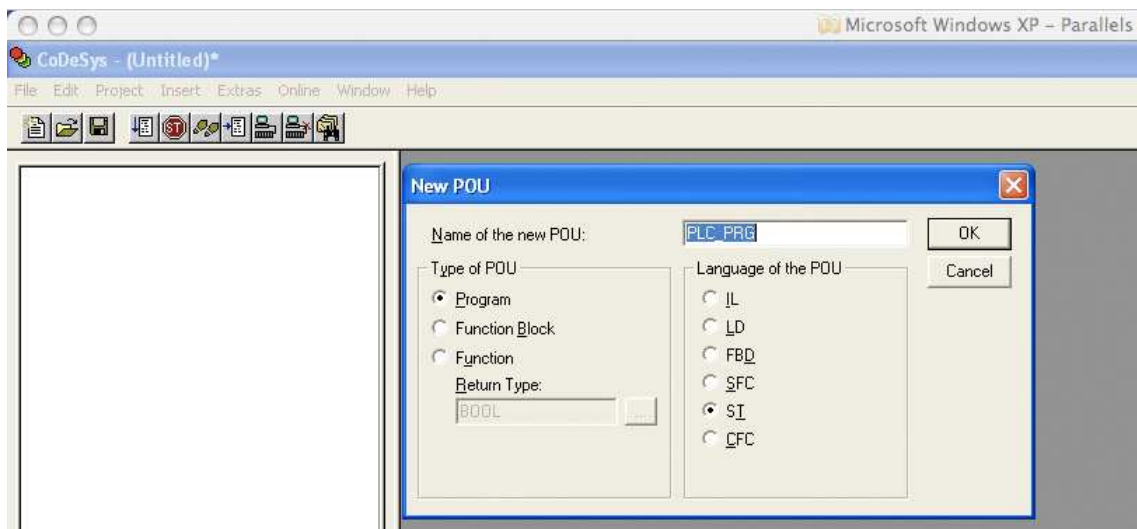 Microsoft Windows XP – Parallels
CoDeSys - (Untitled)*
File Edit Project Insert Extras Online Window Help
ST
New POU
Name of the new POU: PLC_PRG OK
Type of POU Language of the POU Cancel
Program IL
Function Block LD
Function FBD
Return Type: SFC
BOOL ... ST
CFC